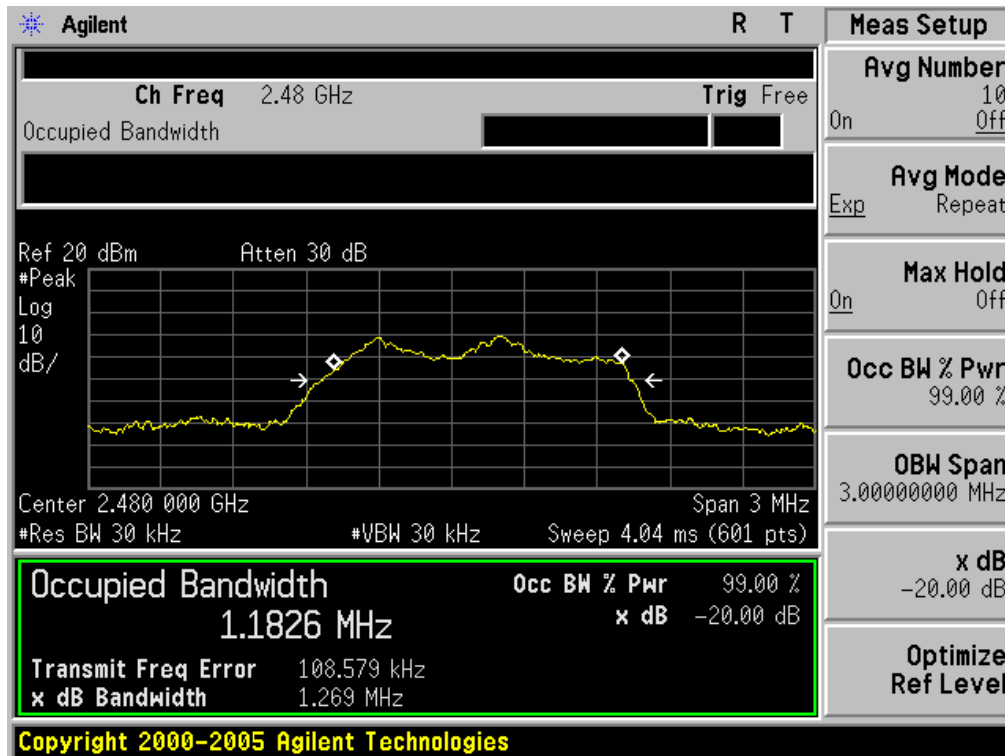 Agilent R T Meas Setup
Ch Freq 2.48 GHz Trig Free
Occupied Bandwidth
Ref 20 dBm Atten 30 dB
#Peak
Log
10
dB/
Center 2.480 000 GHz Span 3 MHz
#Res BW 30 kHz #VBW 30 kHz Sweep 4.04 ms (601 pts)
Occupied Bandwidth
1.1826 MHz
Occ BW % Pwr 99.00 %
x dB -20.00 dB
Transmit Freq Error 108.579 kHz
x dB Bandwidth 1.269 MHz
Avg Number
10
On Off
Avg Mode
Exp Repeat
Max Hold
On Off
Occ BW % Pwr
99.00 %
OBW Span
3.00000000 MHz
x dB
-20.00 dB
Optimize
Ref Level
Copyright 2000-2005 Agilent Technologies